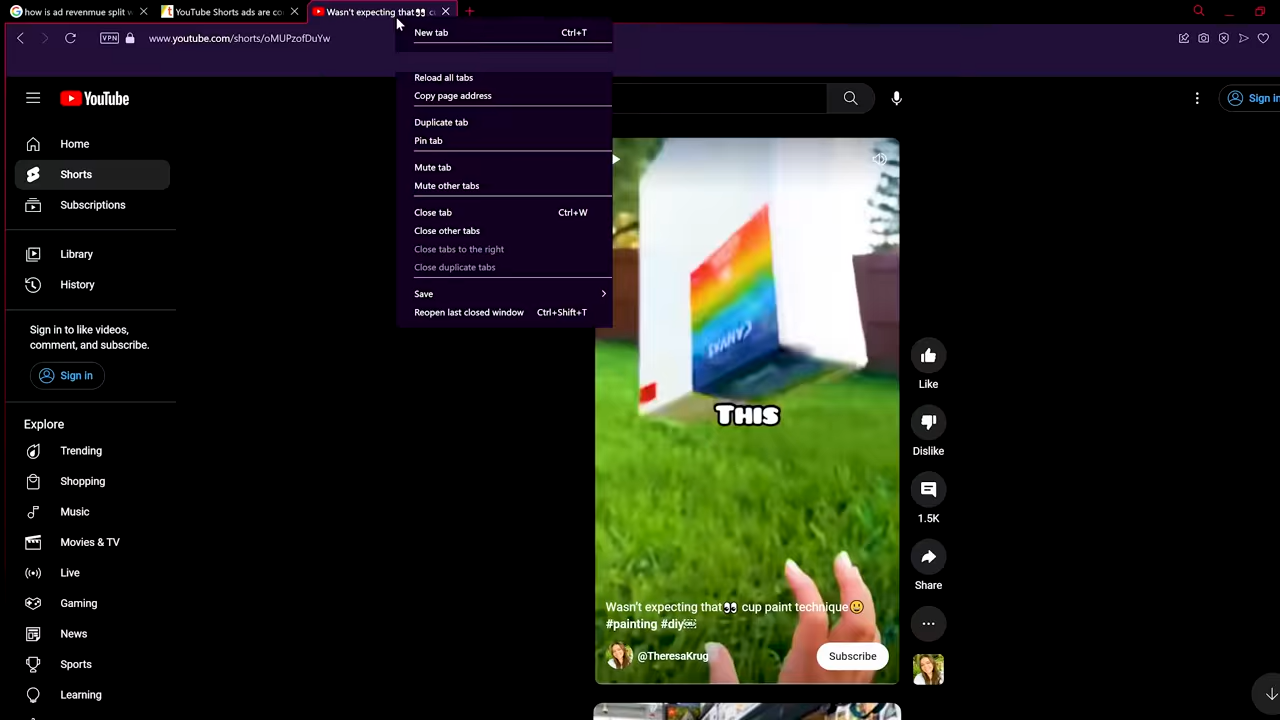 how is ad revenmue split w
YouTube Shorts ads are co
Wasn't expecting that👀 cu
VPN
www.youtube.com/shorts/oMUPzofDuYw
New tab Ctrl+T
Reload all tabs
Copy page address
Duplicate tab
Pin tab
Mute tab
Mute other tabs
Close tab Ctrl+W
Close other tabs
Close tabs to the right
Close duplicate tabs
Save
Reopen last closed window Ctrl+Shift+T
YouTube
Sign in
Home
Shorts
Subscriptions
Library
History
Sign in to like videos,
comment, and subscribe.
Sign in
Explore
Trending
Shopping
Music
Movies & TV
Live
Gaming
News
Sports
Learning
CANVAS
THIS
Wasn't expecting that👀 cup paint technique🙂
#painting #diy
@TheresaKrug
Subscribe
Like
Dislike
1.5K
Share